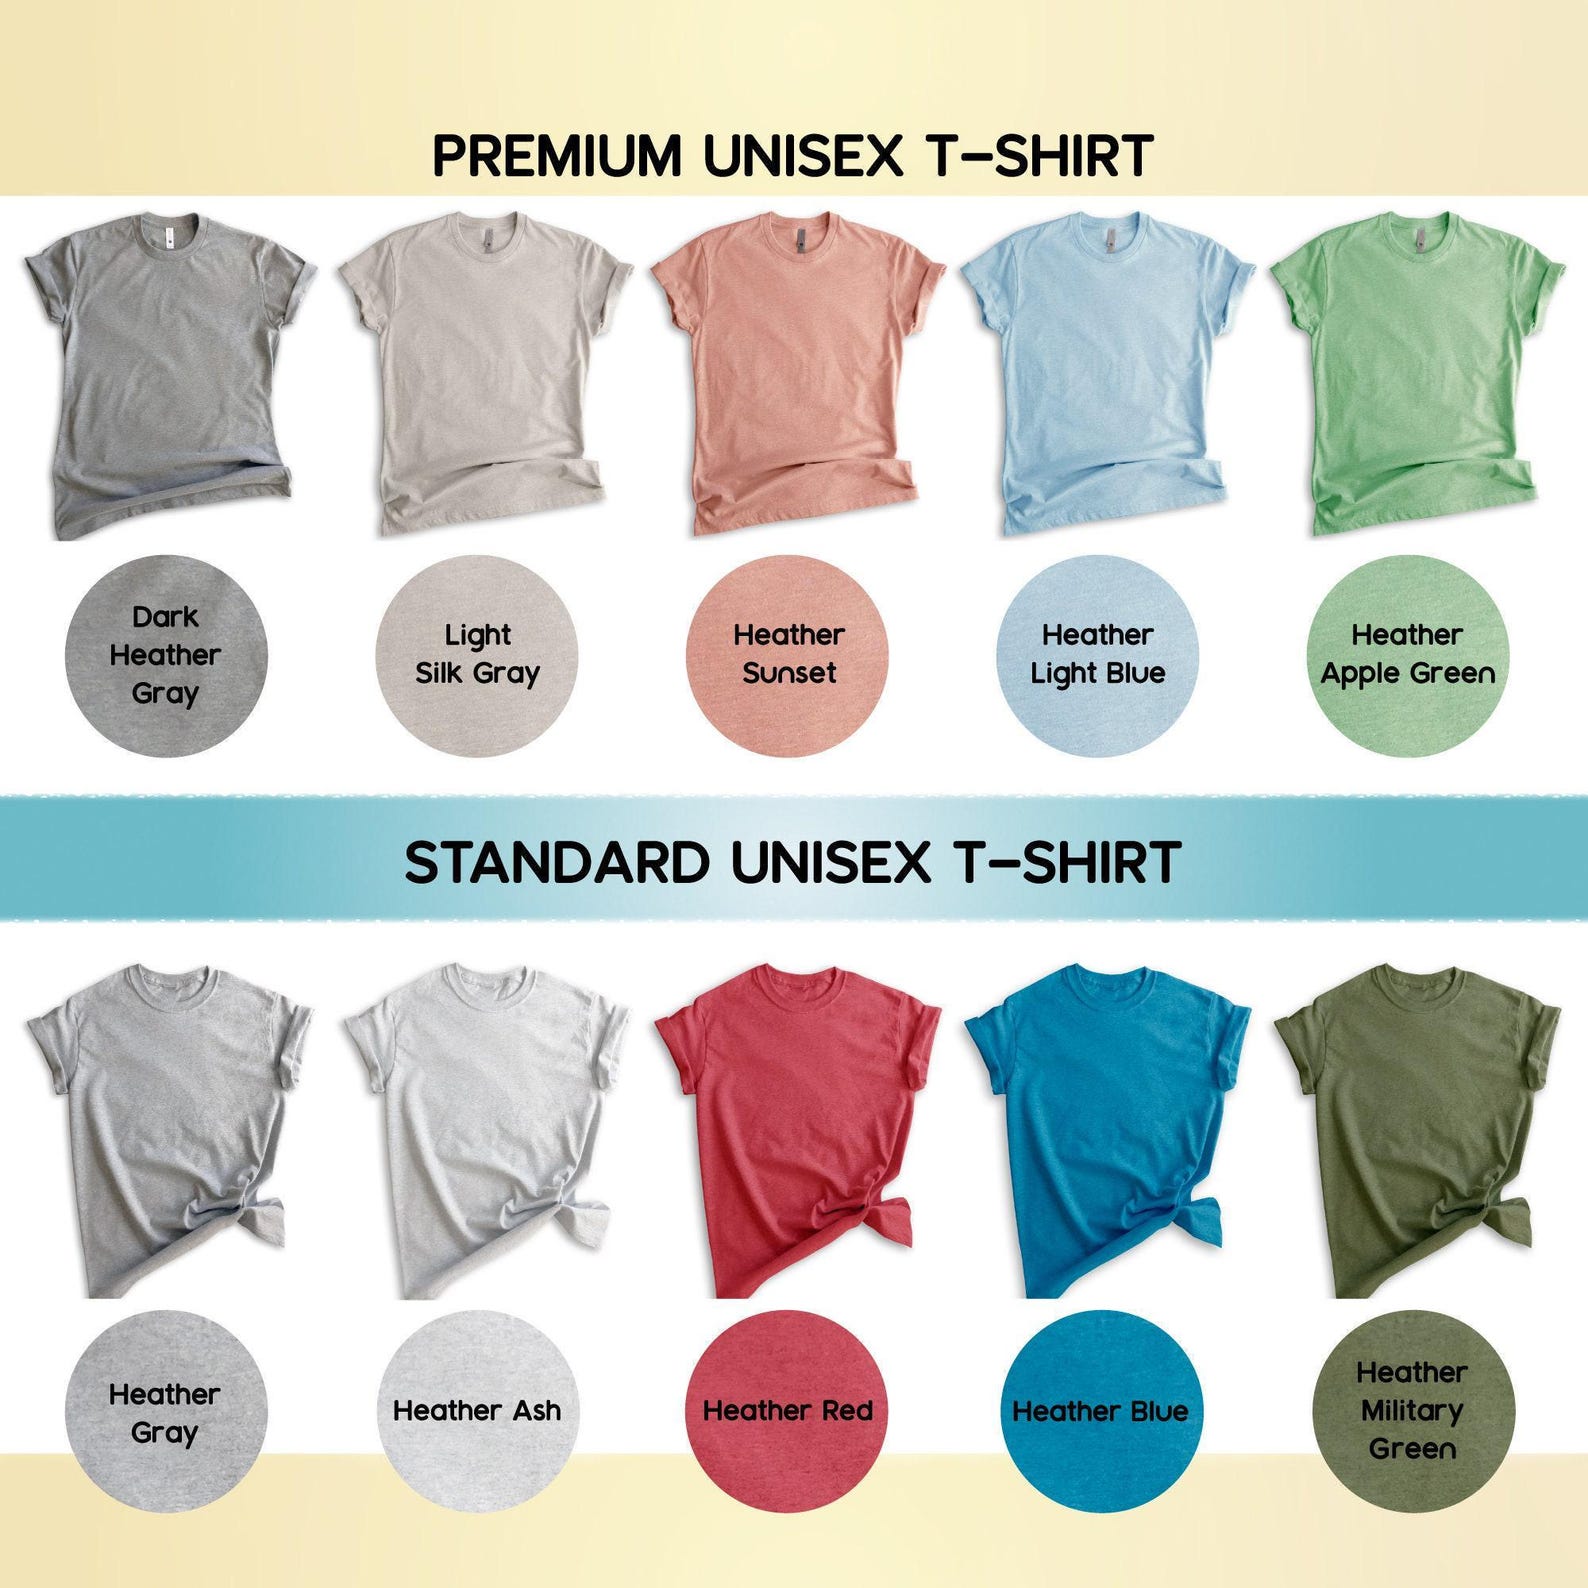 PREMIUM UNISEX T-SHIRT
Dark
Heather
Gray
Light
Silk Gray
Heather
Sunset
Heather
Light Blue
Heather
Apple Green
STANDARD UNISEX T-SHIRT
Heather
Gray
Heather Ash
Heather Red
Heather Blue
Heather
Military
Green